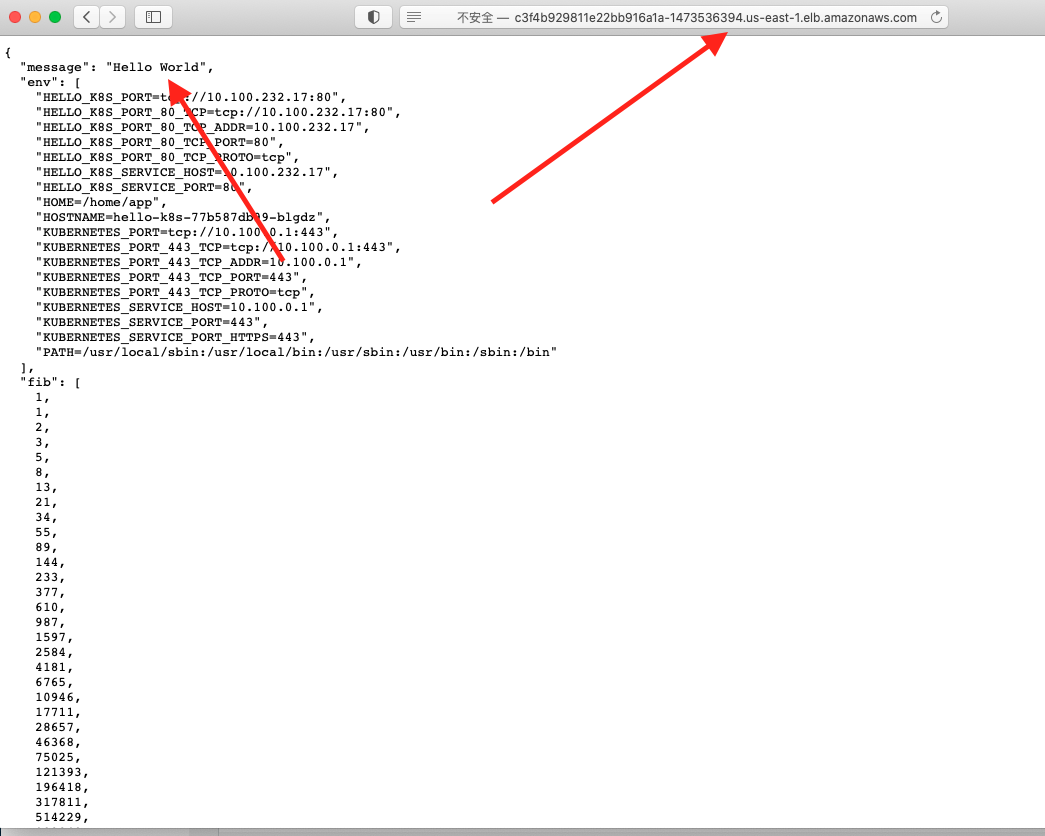 不安全 — c3f4b929811e22bb916a1a-1473536394.us-east-1.elb.amazonaws.com
{
"message": "Hello World",
"env": [
"HELLO_K8S_PORT=tcp://10.100.232.17:80",
"HELLO_K8S_PORT_80_TCP=tcp://10.100.232.17:80",
"HELLO_K8S_PORT_80_TCP_ADDR=10.100.232.17",
"HELLO_K8S_PORT_80_TCP_PORT=80",
"HELLO_K8S_PORT_80_TCP_PROTO=tcp",
"HELLO_K8S_SERVICE_HOST=10.100.232.17",
"HELLO_K8S_SERVICE_PORT=80",
"HOME=/home/app",
"HOSTNAME=hello-k8s-77b587db99-blgdz",
"KUBERNETES_PORT=tcp://10.100.0.1:443",
"KUBERNETES_PORT_443_TCP=tcp://10.100.0.1:443",
"KUBERNETES_PORT_443_TCP_ADDR=10.100.0.1",
"KUBERNETES_PORT_443_TCP_PORT=443",
"KUBERNETES_PORT_443_TCP_PROTO=tcp",
"KUBERNETES_SERVICE_HOST=10.100.0.1",
"KUBERNETES_SERVICE_PORT=443",
"KUBERNETES_SERVICE_PORT_HTTPS=443",
"PATH=/usr/local/sbin:/usr/local/bin:/usr/sbin:/usr/bin:/sbin:/bin"
],
"fib": [
1,
1,
2,
3,
5,
8,
13,
21,
34,
55,
89,
144,
233,
377,
610,
987,
1597,
2584,
4181,
6765,
10946,
17711,
28657,
46368,
75025,
121393,
196418,
317811,
514229,